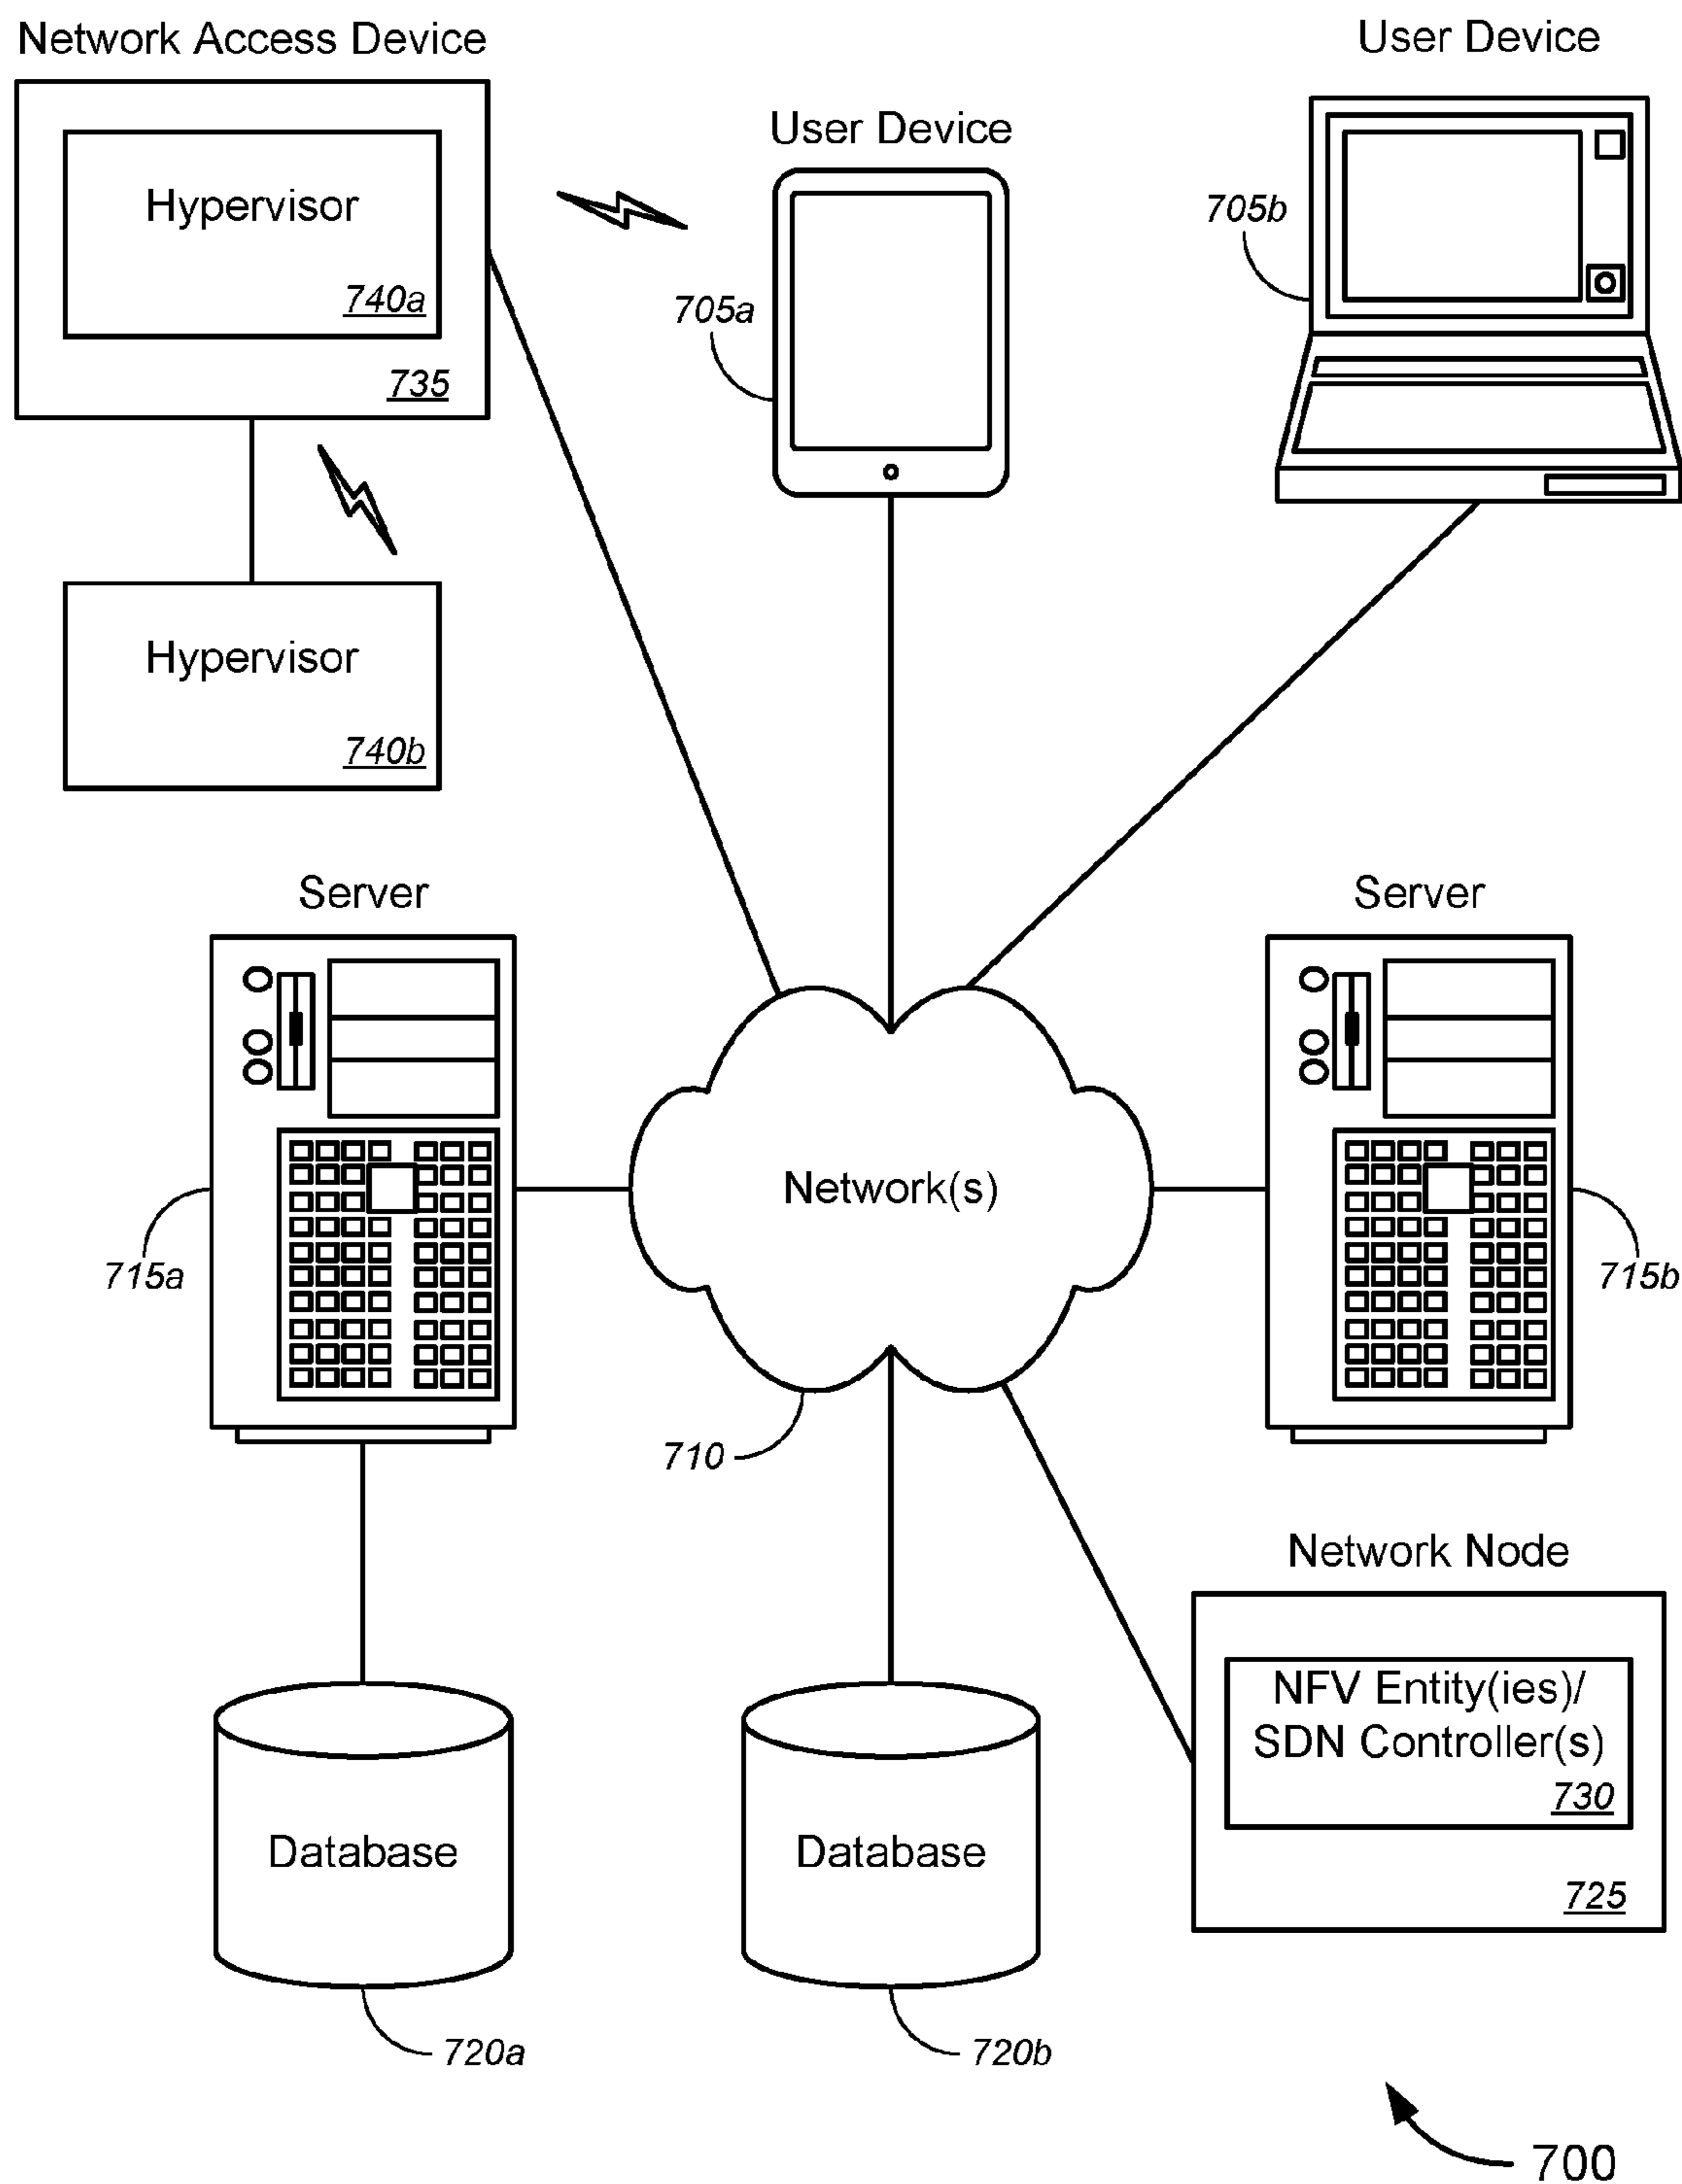 Network Access Device
User Device
User Device
Hypervisor
740a
735
705a
705b
Hypervisor
740b
Server
Server
Network(s)
715a
715b
710
Network Node
NFV Entity(ies)/
SDN Controller(s)
730
725
Database
Database
720a
720b
700